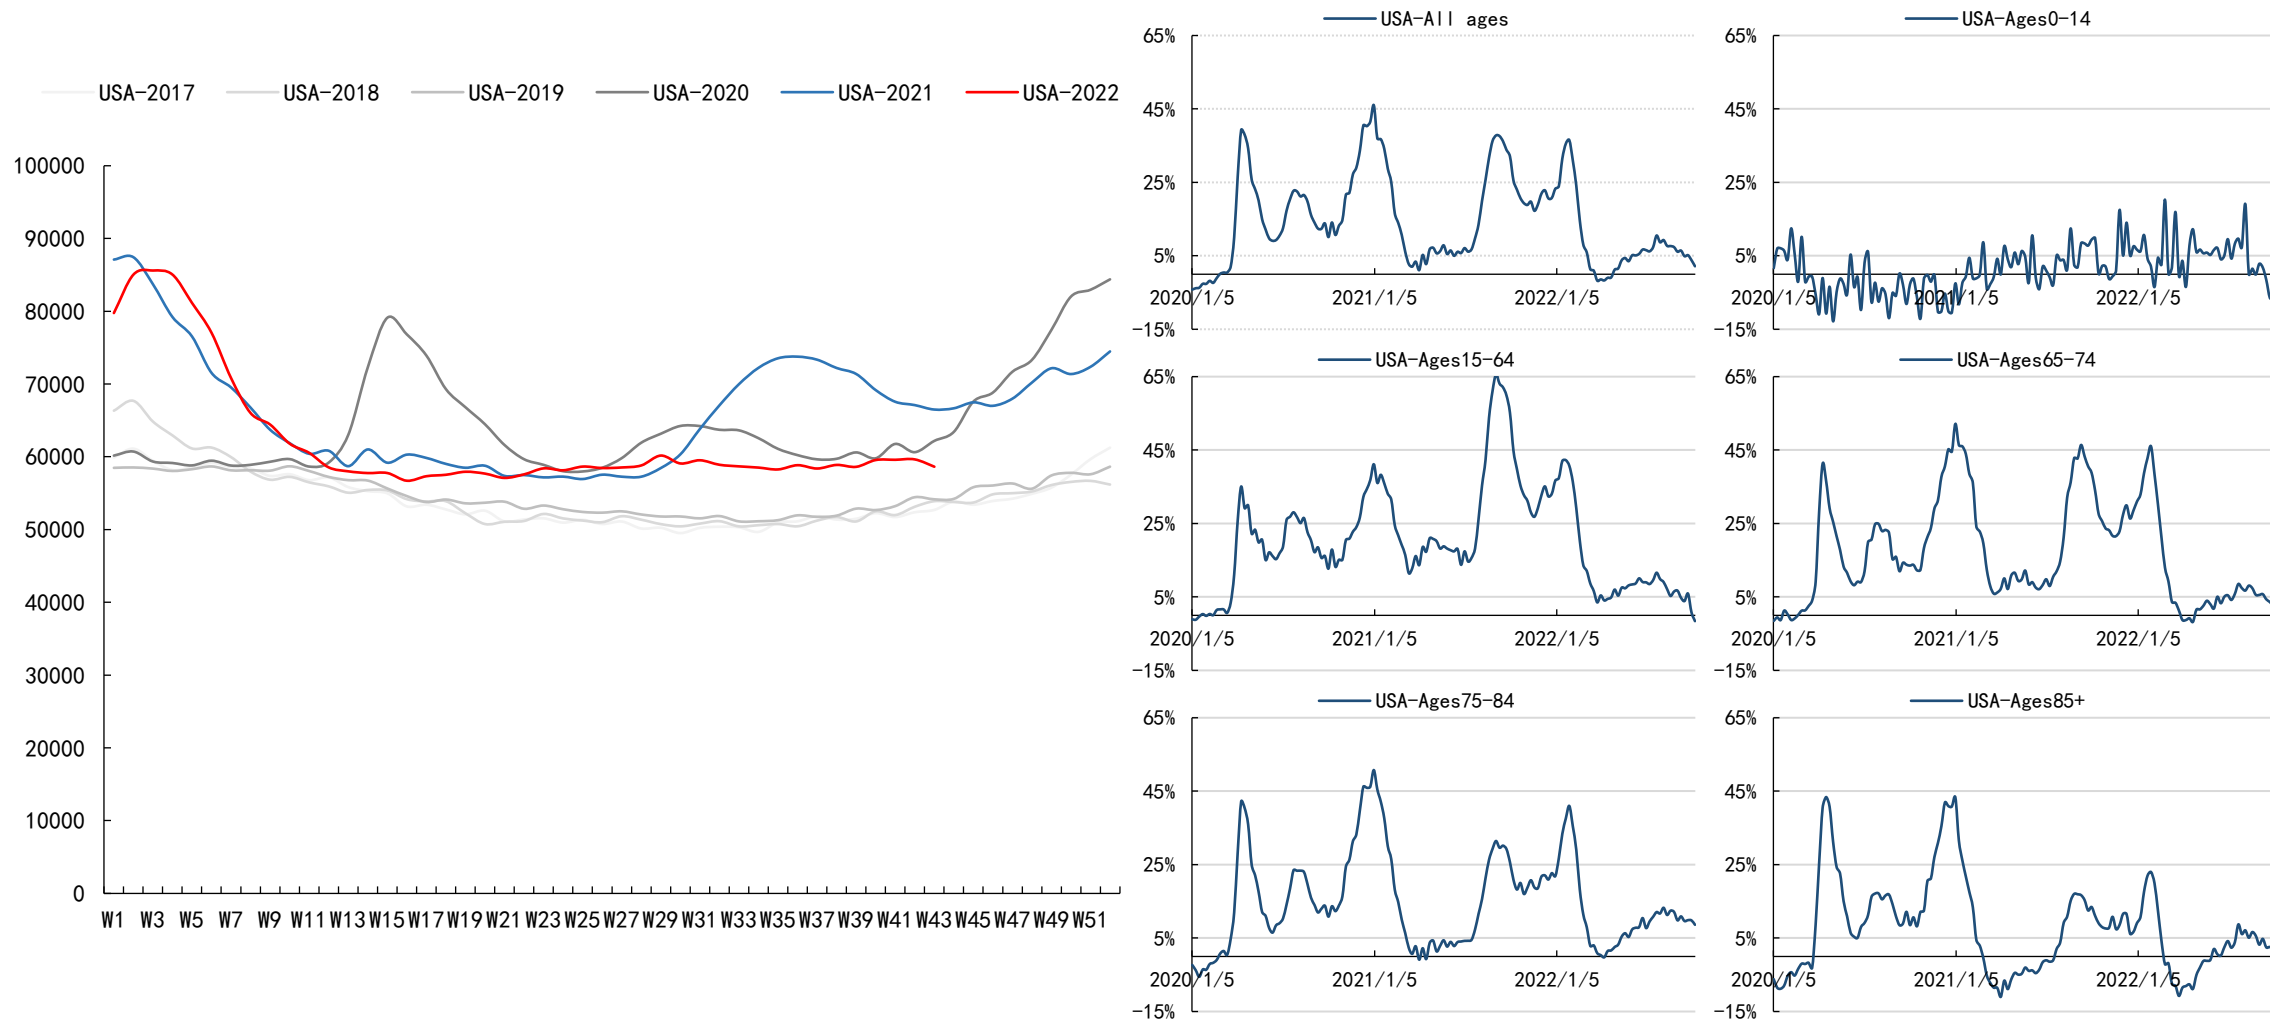 USA-2017 USA-2018 USA-2019 USA-2020 USA-2021 USA-2022
100000
90000
80000
70000
60000
50000
40000
30000
20000
10000
0
W1 W3 W5 W7 W9 W11 W13 W15 W17 W19 W21 W23 W25 W27 W29 W31 W33 W35 W37 W39 W41 W43 W45 W47 W49 W51
USA-All ages
65%
45%
25%
5%
-15%
2020/1/5 2021/1/5 2022/1/5
USA-Ages0-14
65%
45%
25%
5%
-15%
2020/1/5 2021/1/5 2022/1/5
USA-Ages15-64
65%
45%
25%
5%
-15%
2020/1/5 2021/1/5 2022/1/5
USA-Ages65-74
65%
45%
25%
5%
-15%
2020/1/5 2021/1/5 2022/1/5
USA-Ages75-84
65%
45%
25%
5%
-15%
2020/1/5 2021/1/5 2022/1/5
USA-Ages85+
65%
45%
25%
5%
-15%
2020/1/5 2021/1/5 2022/1/5